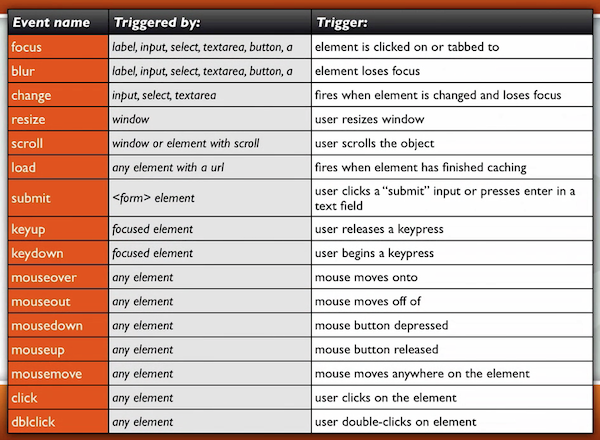 Event name Triggered by: Trigger:
focus label, input, select, textarea, button, a element is clicked on or tabbed to
blur label, input, select, textarea, button, a element loses focus
change input, select, textarea fires when element is changed and loses focus
resize window user resizes window
scroll window or element with scroll user scrolls the object
load any element with a url fires when element has finished caching
submit <form> element user clicks a “submit” input or presses enter in a
text field
keyup focused element user releases a keypress
keydown focused element user begins a keypress
mouseover any element mouse moves onto
mouseout any element mouse moves off of
mousedown any element mouse button depressed
mouseup any element mouse button released
mousemove any element mouse moves anywhere on the element
click any element user clicks on the element
dblclick any element user double-clicks on element